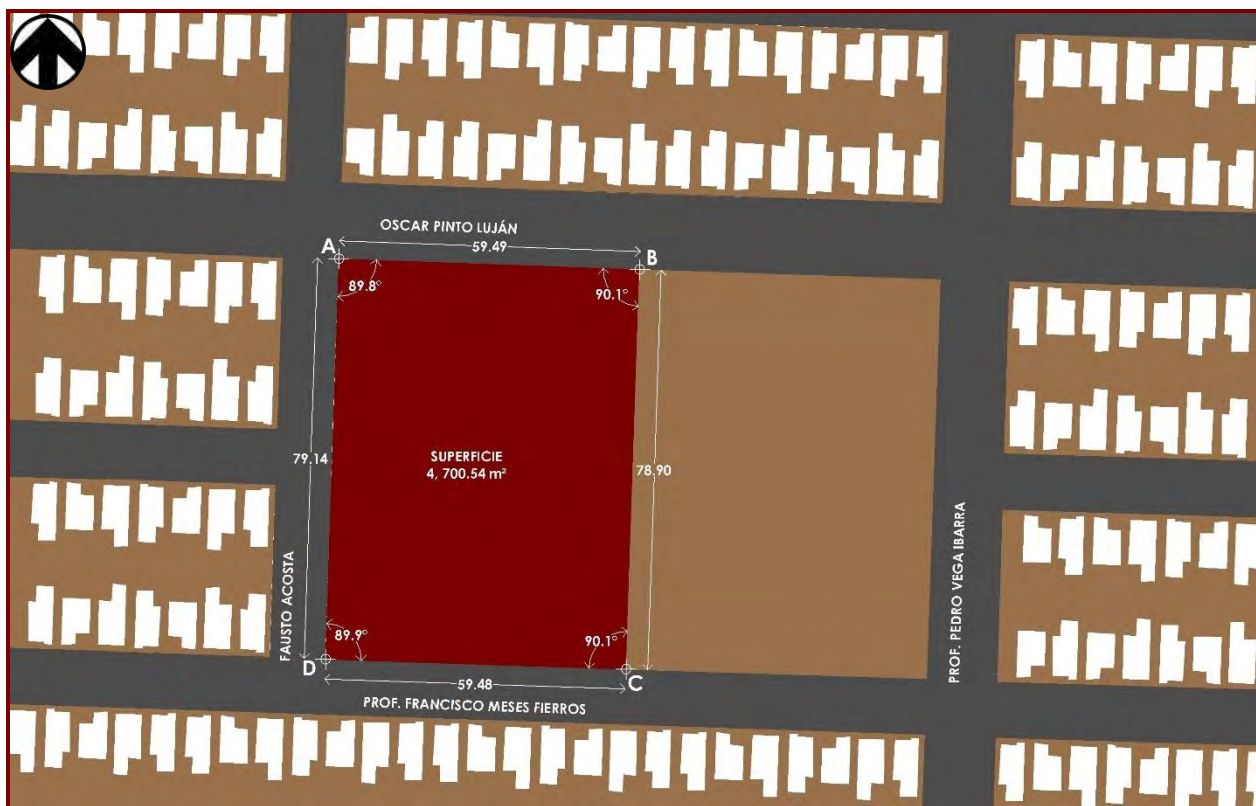 OSCAR PINTO LUJÁN
A
59.49
B
89.8°
90.1°
SUPERFICIE
4, 700.54 m²
79.14
78.90
FAUSTO ACOSTA
PROF. PEDRO VEGA IBARRA
89.9°
90.1°
D
59.48
C
PROF. FRANCISCO MESES FIERROS